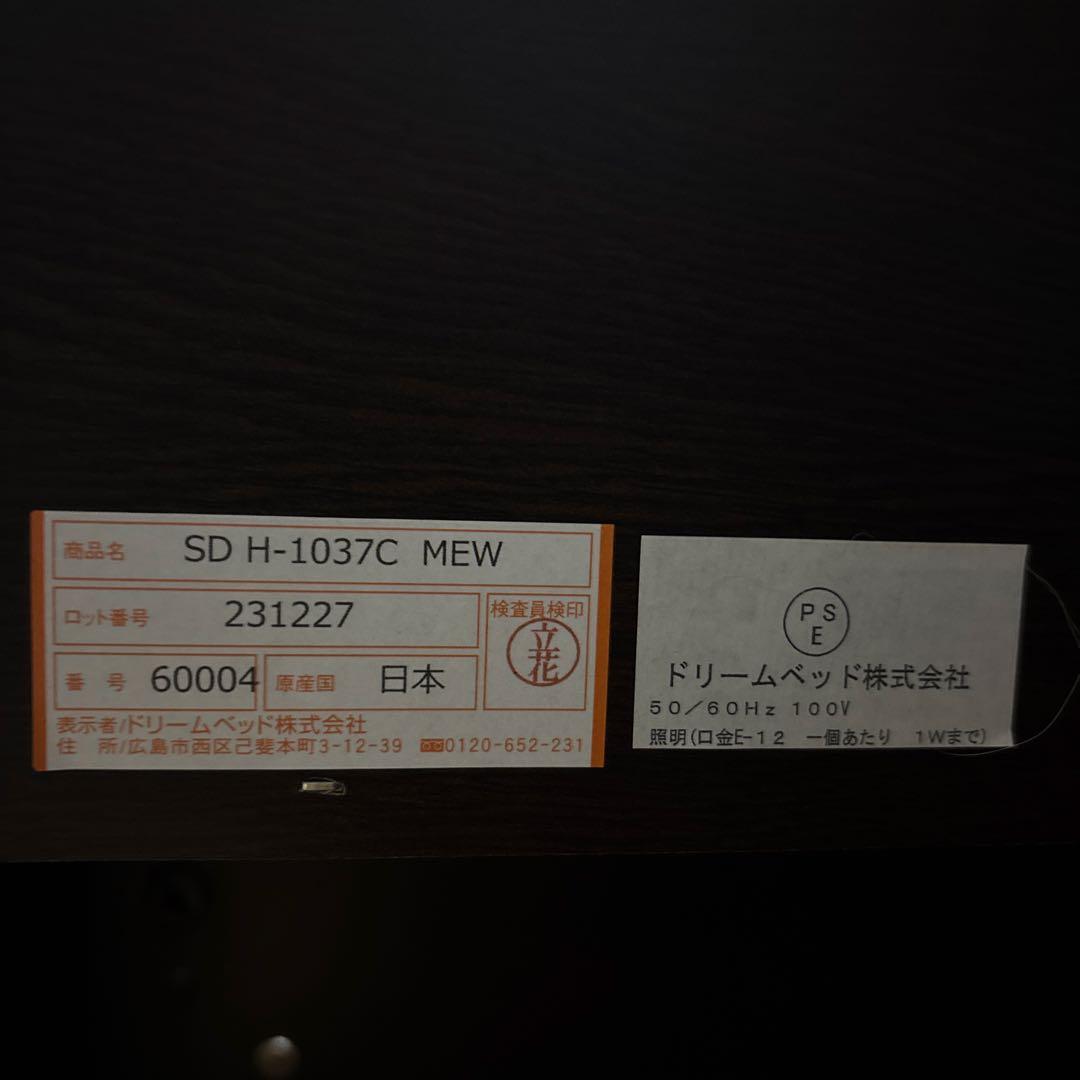 商品名 SD H-1037C MEW
ロット番号 231227
検査員検印
立花
番 号 60004 原産国 日本
表示者/ドリームベッド株式会社
住 所/広島市西区己斐本町3-12-39 0120-652-231
PS
E
ドリームベッド株式会社
50/60Hz 100V
照明(口金E-12 一個あたり 1Wまで)